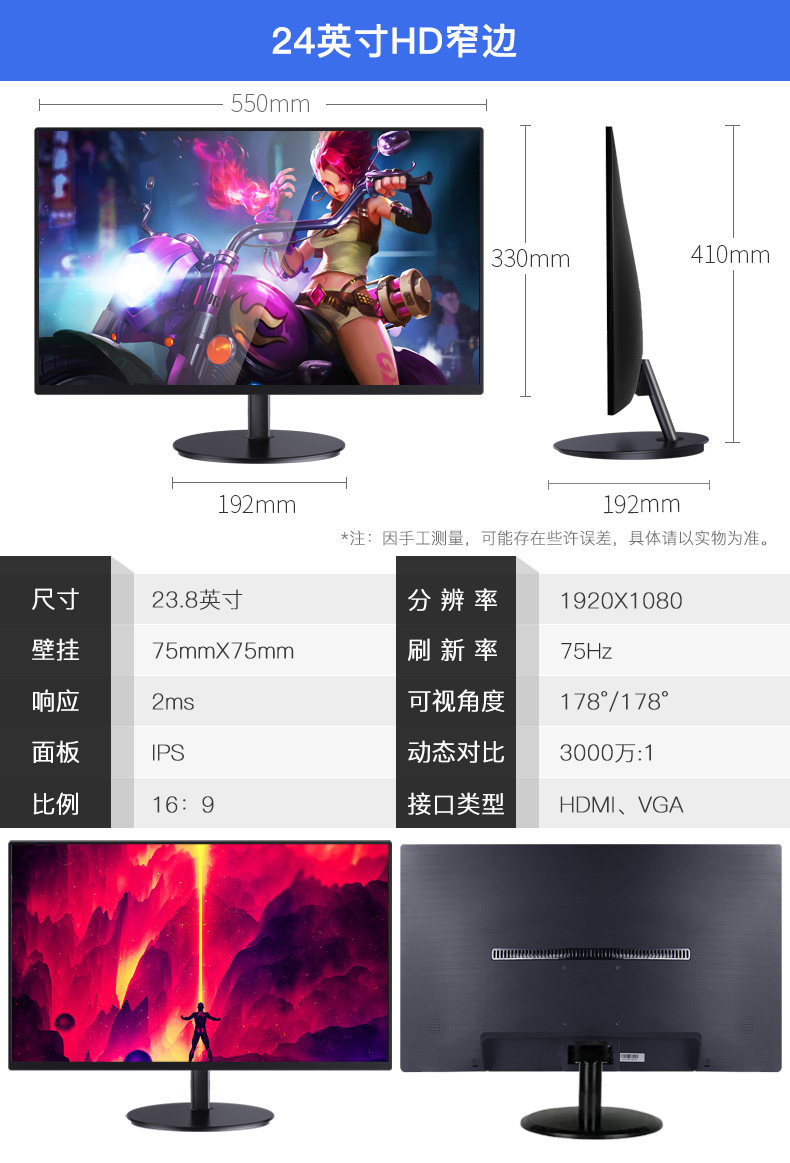 24英寸HD窄边
550mm
330mm
410mm
192mm
192mm
*注：因手工测量，可能存在些许误差，具体请以实物为准。
尺寸 23.8英寸 分辨率 1920X1080
壁挂 75mmX75mm 刷新率 75Hz
响应 2ms 可视角度 178°/178°
面板 IPS 动态对比 3000万:1
比例 16：9 接口类型 HDMI、VGA